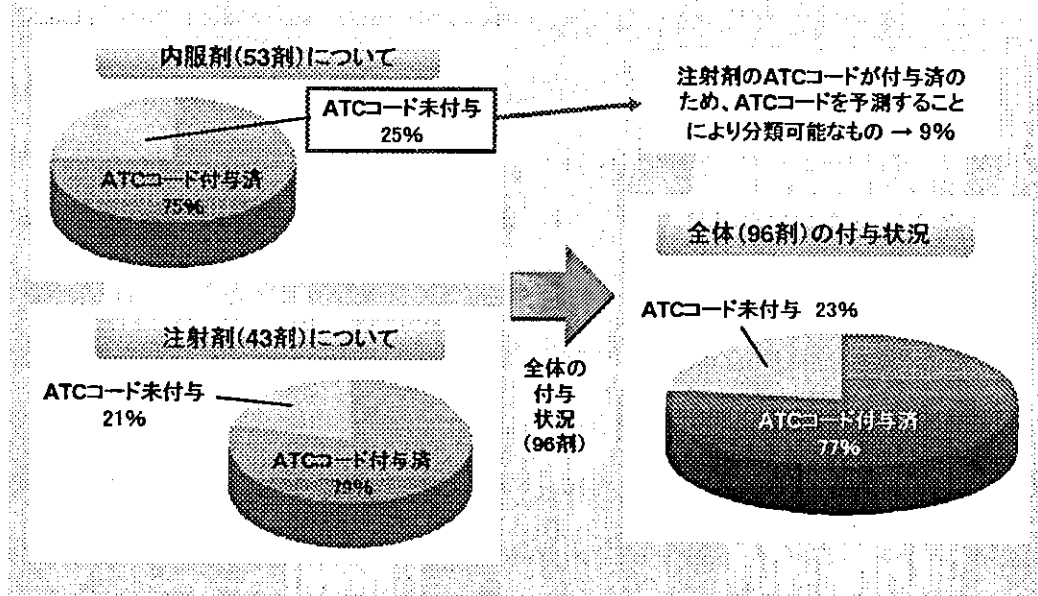 内服剤(53剤)について
ATCコード未付与
25%
ATCコード付与済
75%
注射剤のATCコードが付与済の
ため、ATCコードを予測すること
により分類可能なもの → 9%
注射剤(43剤)について
ATCコード未付与
21%
ATCコード付与済
79%
全体の
付与
状況
(96剤)
全体(96剤)の付与状況
ATCコード未付与 23%
ATCコード付与済
77%